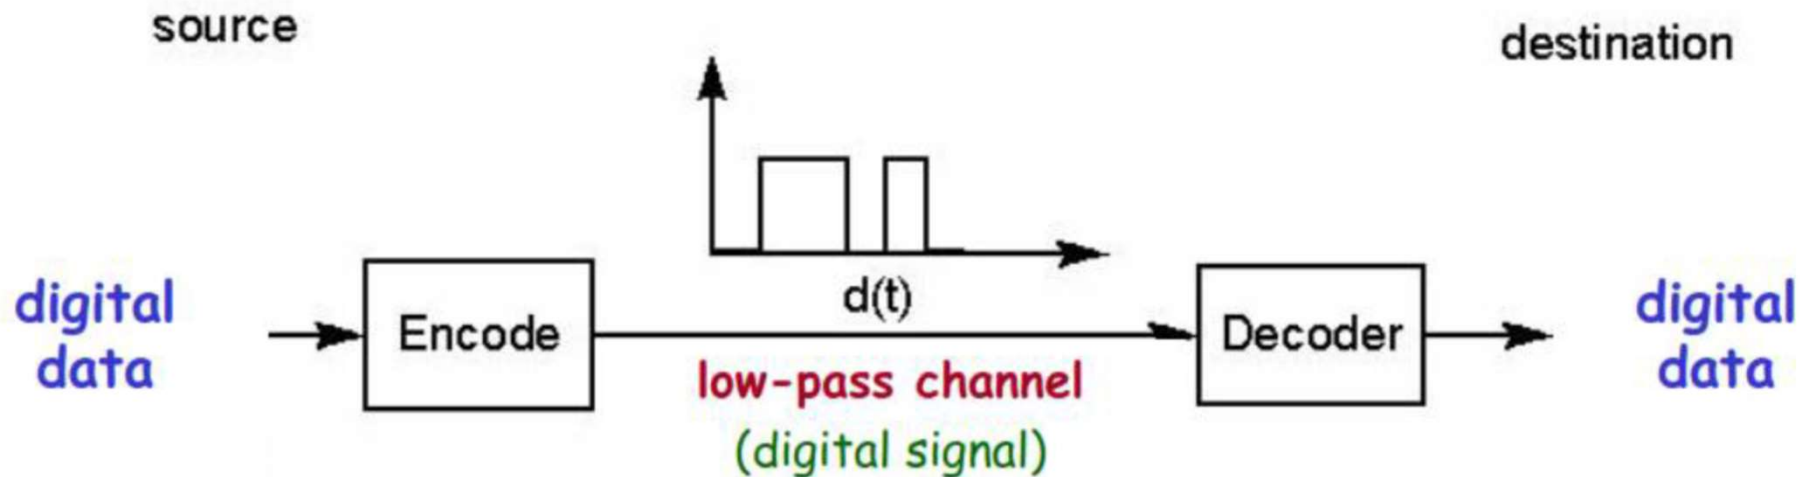 source
destination
digital
data
Encode
d(t)
low-pass channel
(digital signal)
Decoder
digital
data